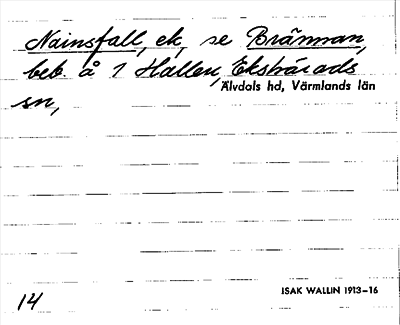 Nainsfall, ek, se Brännan,
beb. å 1 Hallen, Ekshärads
Älvdals hd, Värmlands län
sn,
14
ISAK WALLIN 1913-16